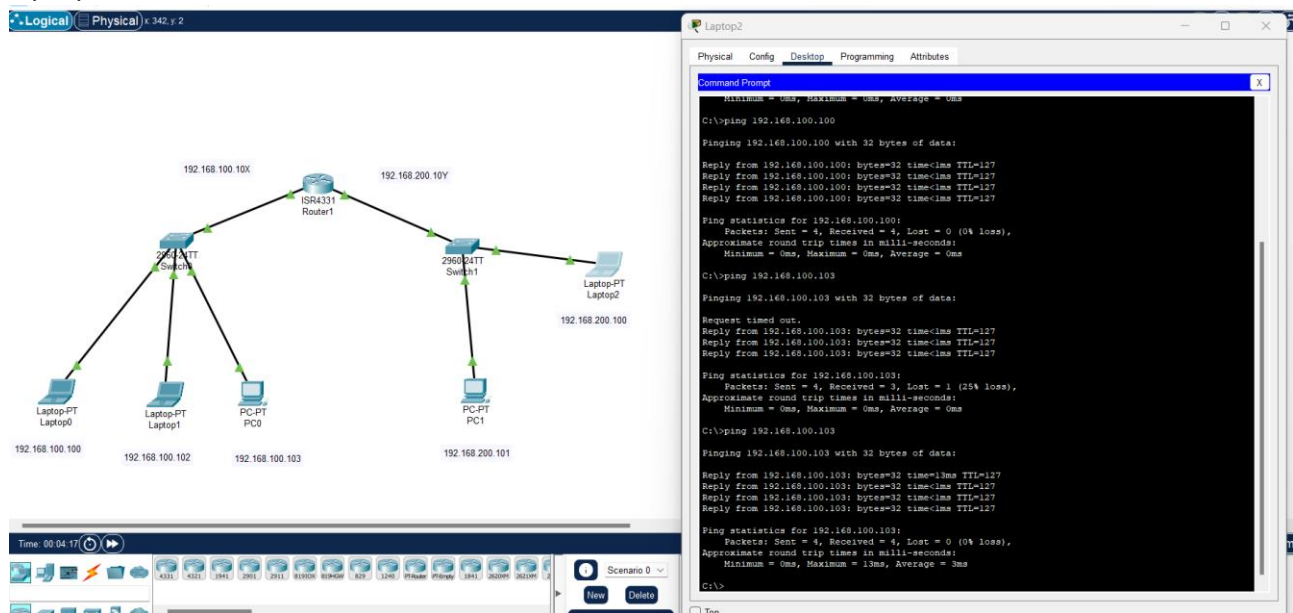 Logical
Physical
x: 342, y: 2
192.168.100.10X
192.168.200.10Y
ISR4331
Router1
2960-24TT
2960-24TT
Switch1
Laptop-PT
Laptop2
192.168.200.100
Laptop-PT
Laptop0
Laptop-PT
Laptop1
PC-PT
PC0
PC-PT
PC1
192.168.100.100
192.168.100.102
192.168.100.103
192.168.200.101
Time: 00:04:17
4331 4321 1941 2901 2911 819IOX 819HGW 829 1240 PT-Router PT-Empty 1841 2620XM 2621XM
Scenario 0
New
Delete
Laptop2
Physical Config Desktop Programming Attributes
Command Prompt
X
Minimum = 0ms, Maximum = 0ms, Average = 0ms
C:\>ping 192.168.100.100
Pinging 192.168.100.100 with 32 bytes of data:
Reply from 192.168.100.100: bytes=32 time<1ms TTL=127
Reply from 192.168.100.100: bytes=32 time<1ms TTL=127
Reply from 192.168.100.100: bytes=32 time<1ms TTL=127
Reply from 192.168.100.100: bytes=32 time<1ms TTL=127
Ping statistics for 192.168.100.100:
Packets: Sent = 4, Received = 4, Lost = 0 (0% loss),
Approximate round trip times in milli-seconds:
Minimum = 0ms, Maximum = 0ms, Average = 0ms
C:\>ping 192.168.100.103
Pinging 192.168.100.103 with 32 bytes of data:
Request timed out.
Reply from 192.168.100.103: bytes=32 time<1ms TTL=127
Reply from 192.168.100.103: bytes=32 time<1ms TTL=127
Reply from 192.168.100.103: bytes=32 time<1ms TTL=127
Ping statistics for 192.168.100.103:
Packets: Sent = 4, Received = 3, Lost = 1 (25% loss),
Approximate round trip times in milli-seconds:
Minimum = 0ms, Maximum = 0ms, Average = 0ms
C:\>ping 192.168.100.103
Pinging 192.168.100.103 with 32 bytes of data:
Reply from 192.168.100.103: bytes=32 time=13ms TTL=127
Reply from 192.168.100.103: bytes=32 time<1ms TTL=127
Reply from 192.168.100.103: bytes=32 time<1ms TTL=127
Reply from 192.168.100.103: bytes=32 time<1ms TTL=127
Ping statistics for 192.168.100.103:
Packets: Sent = 4, Received = 4, Lost = 0 (0% loss),
Approximate round trip times in milli-seconds:
Minimum = 0ms, Maximum = 13ms, Average = 3ms
C:\>
Top